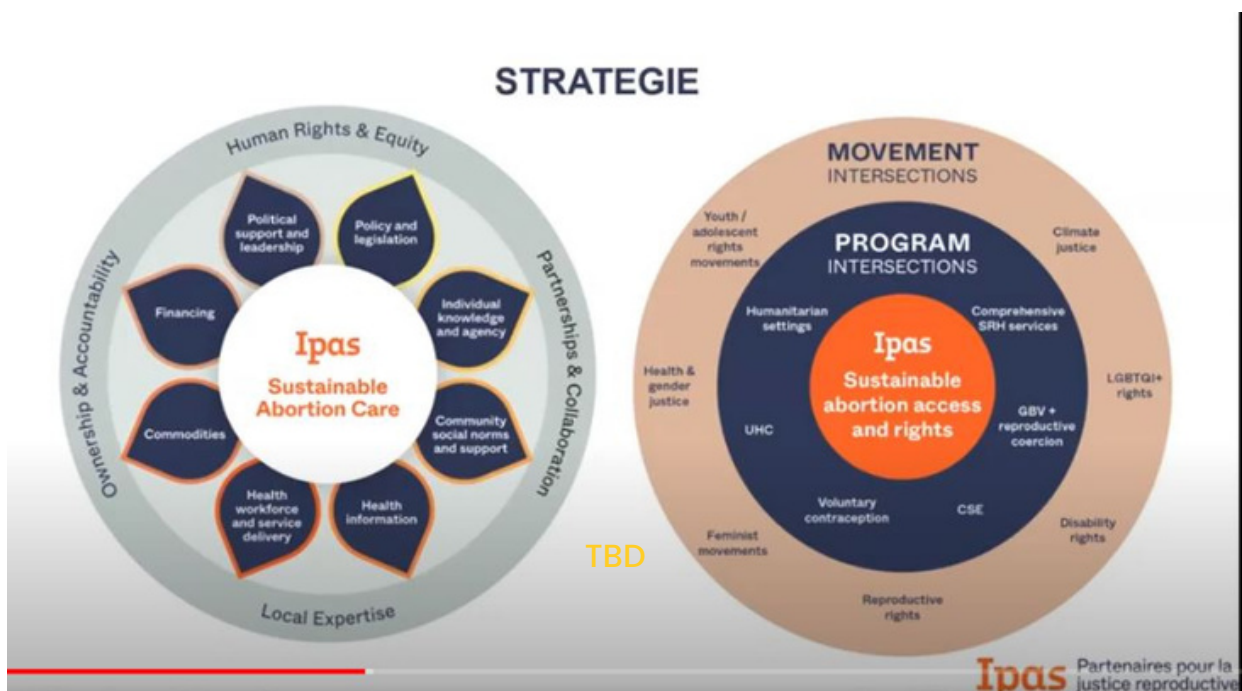 STRATEGIE
Human Rights & Equity
Partnerships & Collaboration
Local Expertise
Ownership & Accountability
Political
support and
leadership
Policy and
legislation
Individual
knowledge
and agency
Community
social norms
and support
Health
information
Health
workforce
and service
delivery
Commodities
Financing
Ipas
Sustainable
Abortion Care
TBD
MOVEMENT
INTERSECTIONS
Youth /
adolescent
rights
movements
Climate
justice
LGBTQI+
rights
Disability
rights
Reproductive
rights
Feminist
movements
Health &
gender
justice
PROGRAM
INTERSECTIONS
Humanitarian
settings
Comprehensive
SRH services
GBV +
reproductive
coercion
CSE
Voluntary
contraception
UHC
Ipas
Sustainable
abortion access
and rights
Ipas
Partenaires pour la
justice reproductive